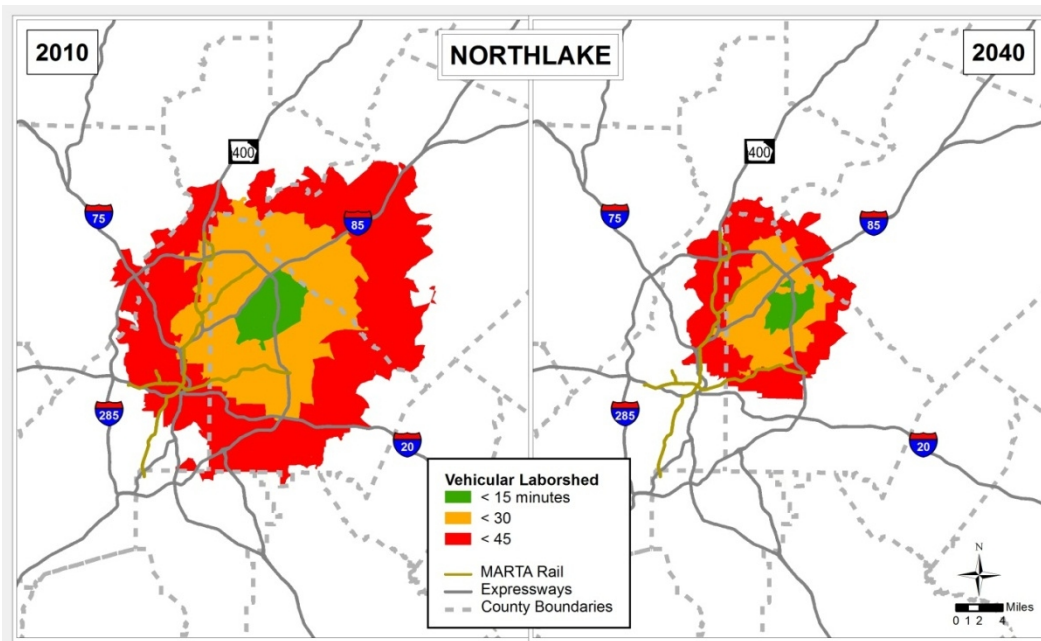 2010
NORTHLAKE
2040
400
75
85
285
20
400
75
85
285
20
Vehicular Laborshed
< 15 minutes
< 30
< 45
MARTA Rail
Expressways
County Boundaries
N
Miles
0 1 2 4